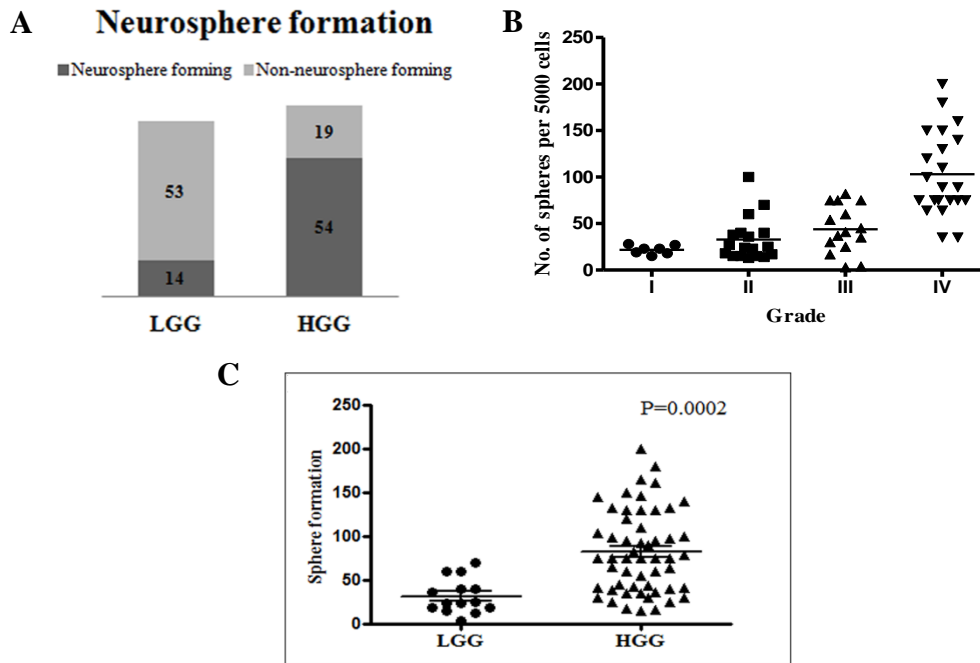 A
Neurosphere formation
Neurosphere forming Non-neurosphere forming
53
14
19
54
LGG HGG
B
No. of spheres per 5000 cells
250
200
150
100
50
0
I II III IV
Grade
C
P=0.0002
Sphere formation
250
200
150
100
50
0
LGG HGG